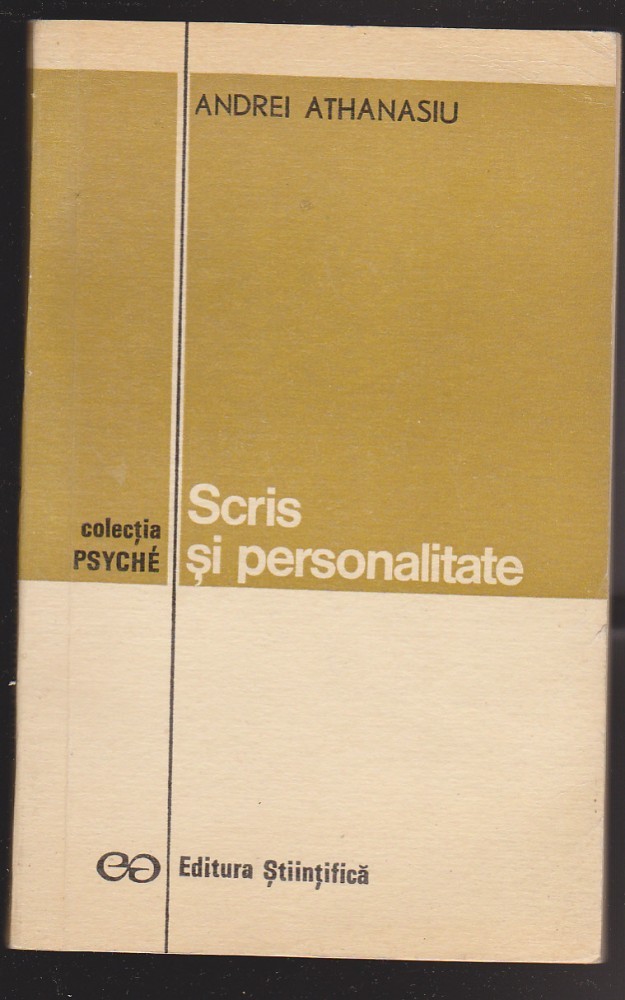 ANDREI ATHANASIU
Scris
și personalitate
colecția
PSYCHÉ
Editura Științifică